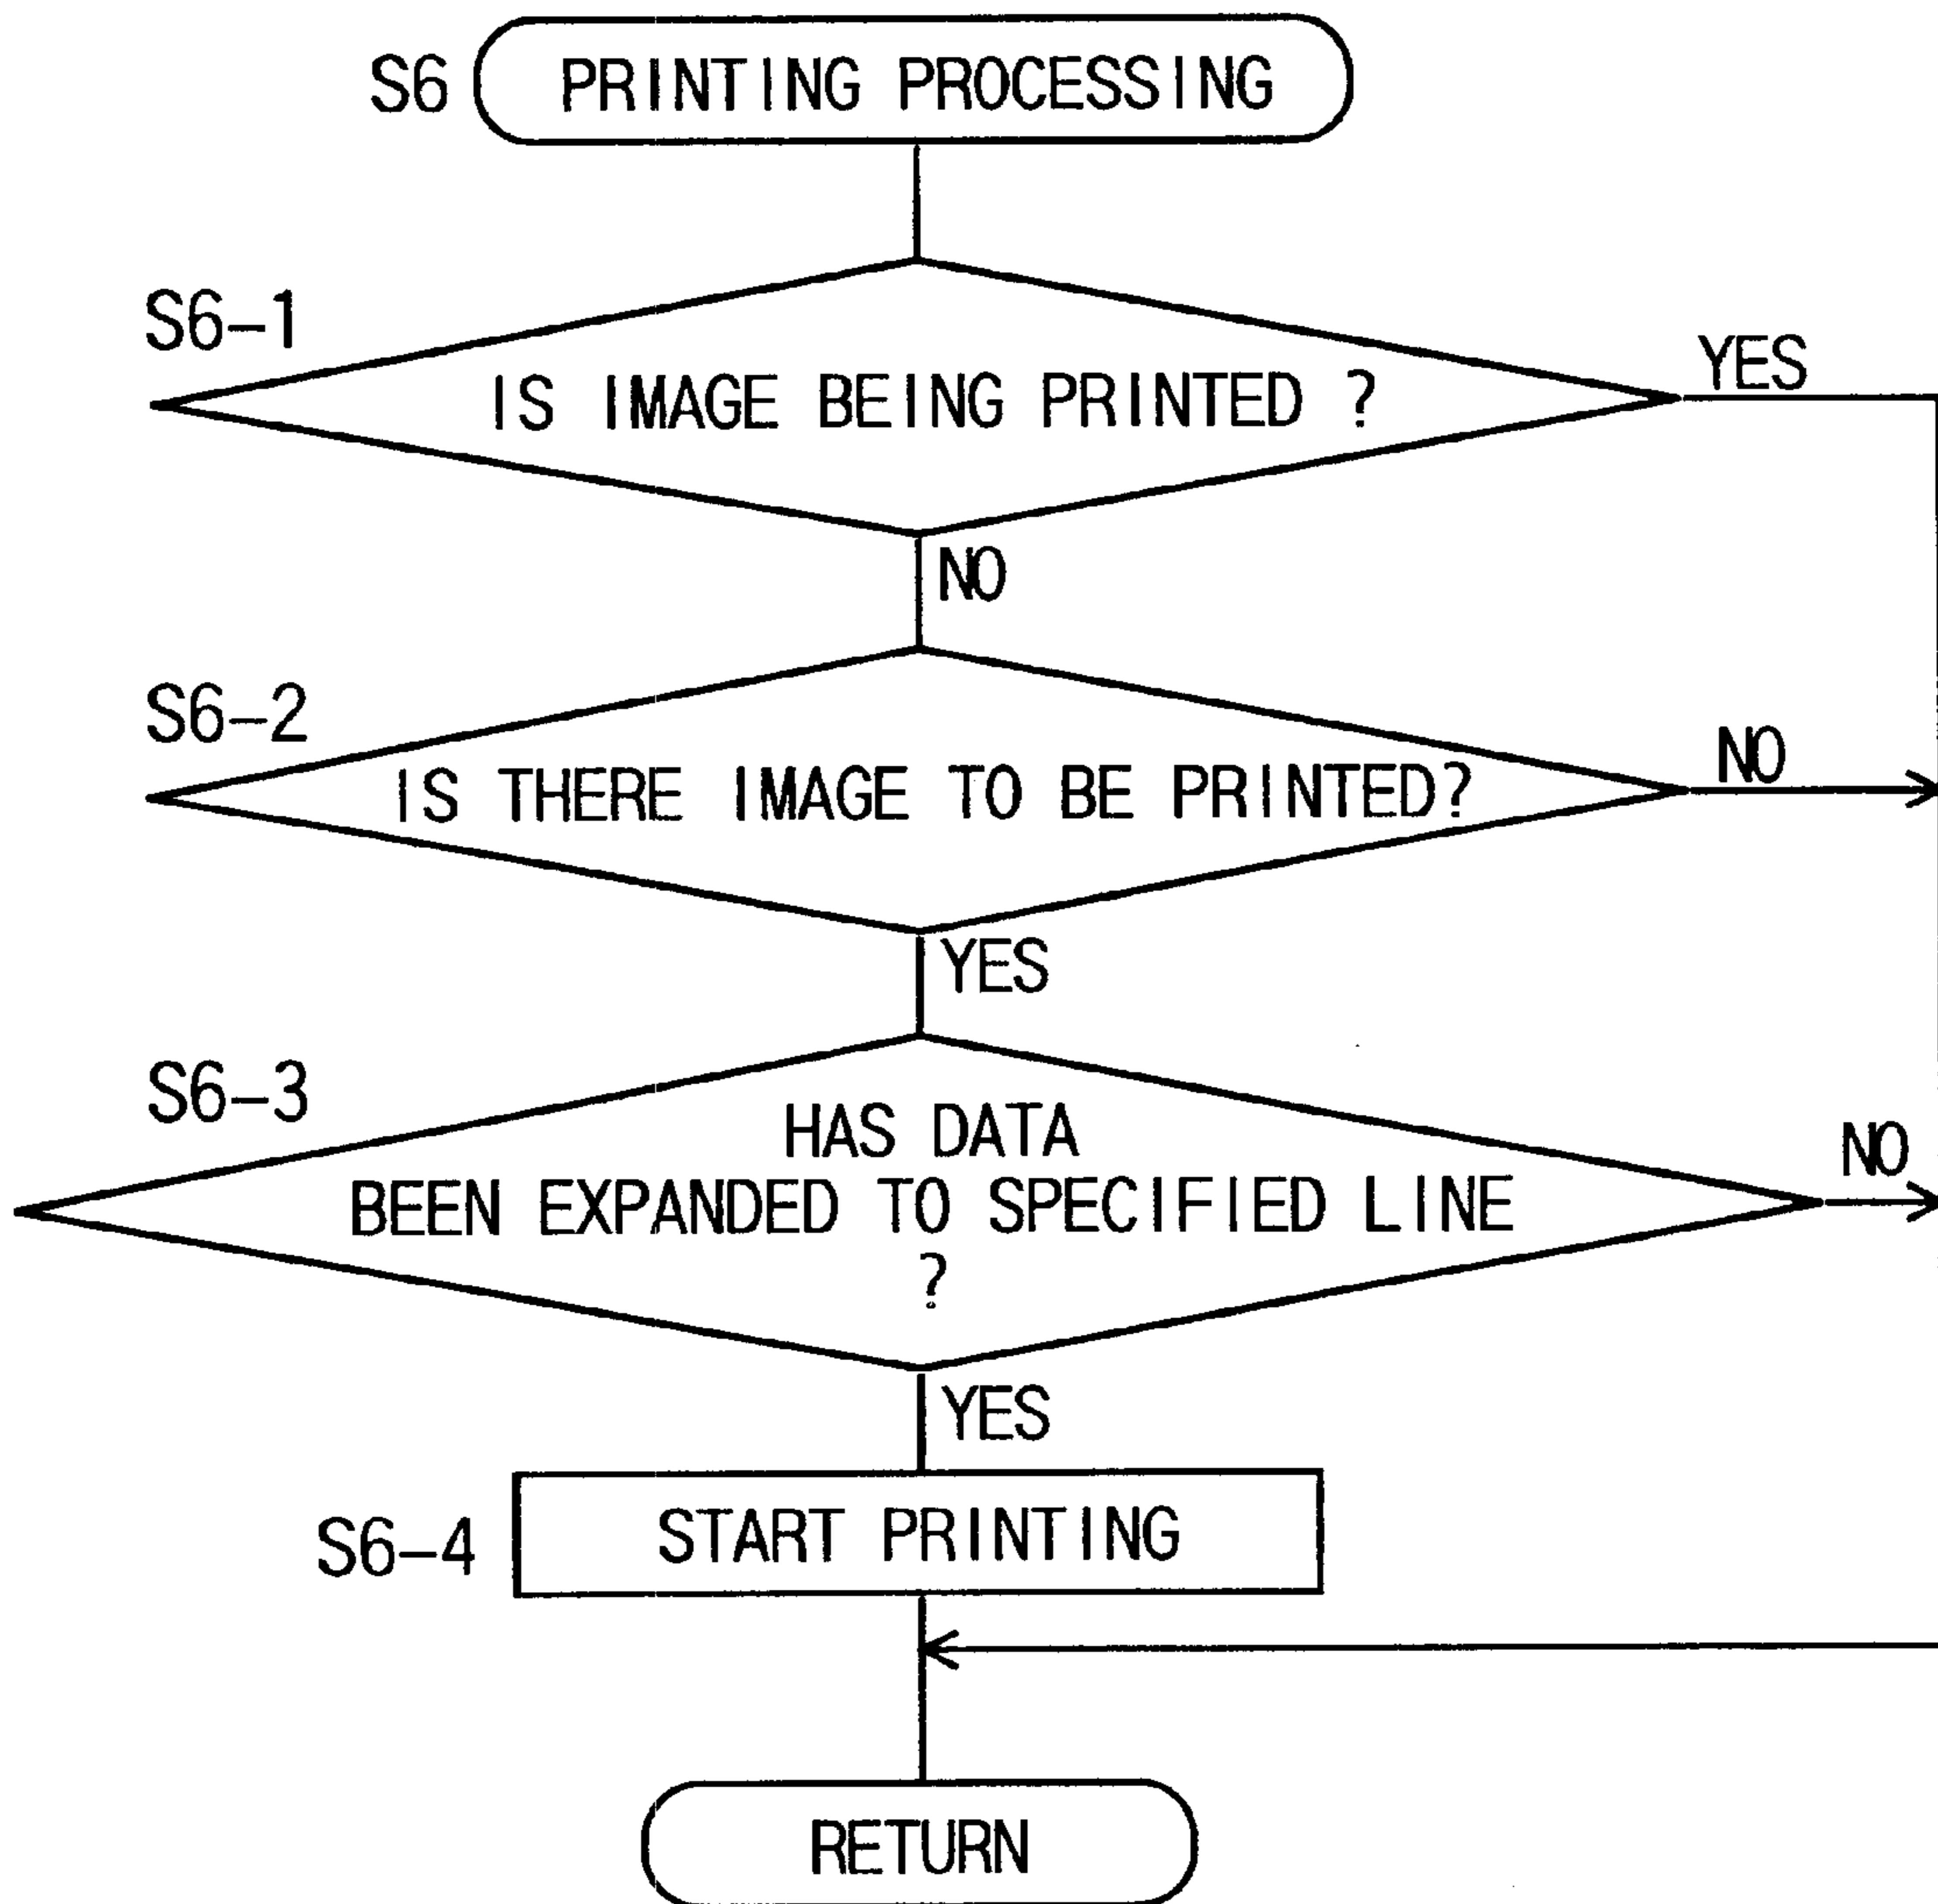 S6 PRINTING PROCESSING
S6-1
IS IMAGE BEING PRINTED ?
YES
NO
S6-2
IS THERE IMAGE TO BE PRINTED?
NO
YES
S6-3
HAS DATA
BEEN EXPANDED TO SPECIFIED LINE
?
NO
YES
S6-4
START PRINTING
RETURN